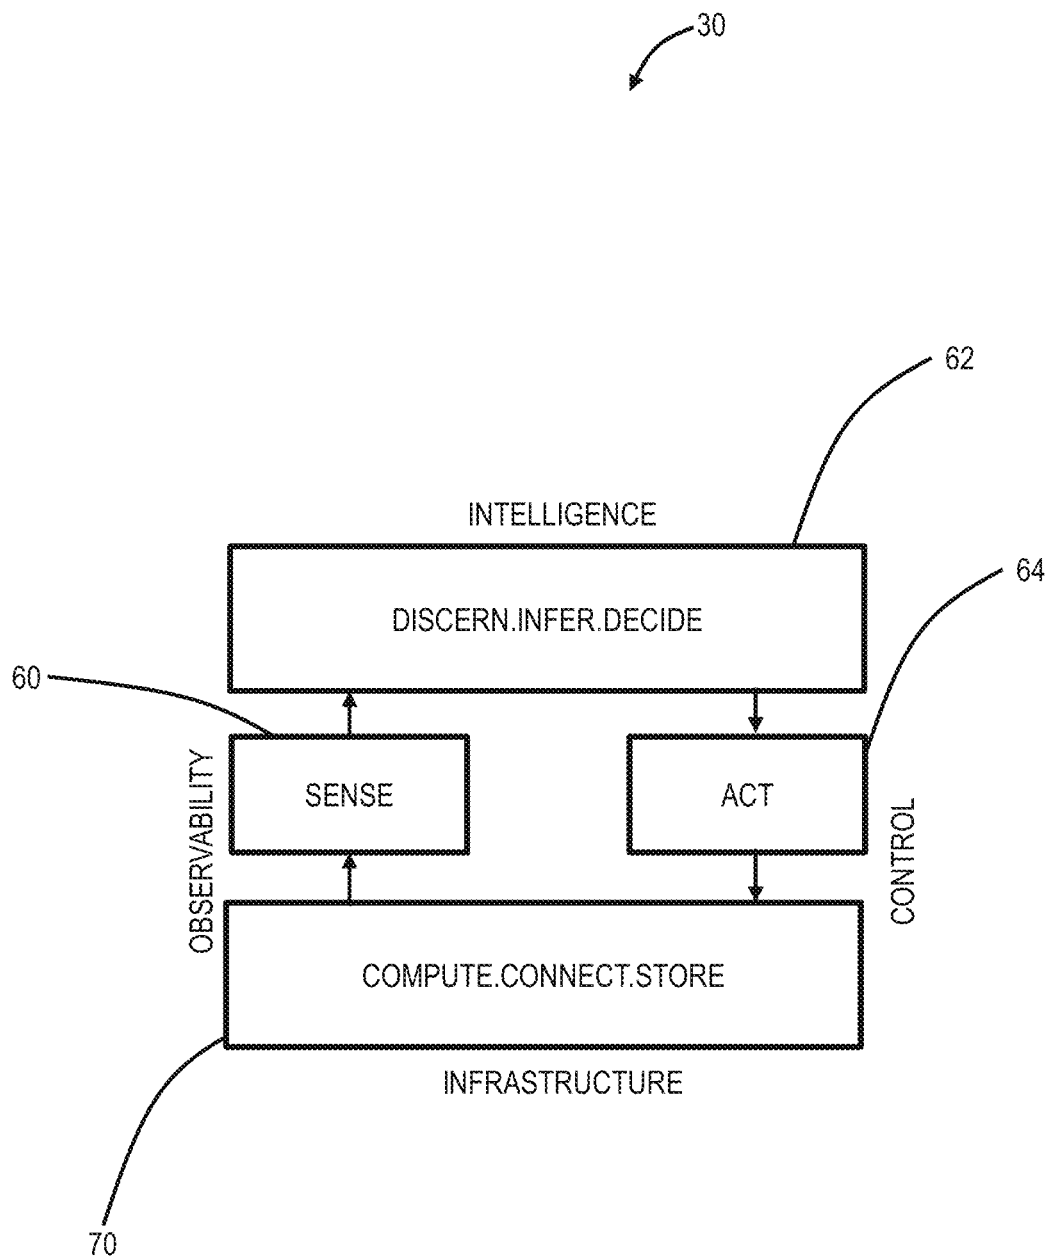 30
62
INTELLIGENCE
64
DISCERN.INFER.DECIDE
60
OBSERVABILITY
SENSE
ACT
CONTROL
COMPUTE.CONNECT.STORE
INFRASTRUCTURE
70